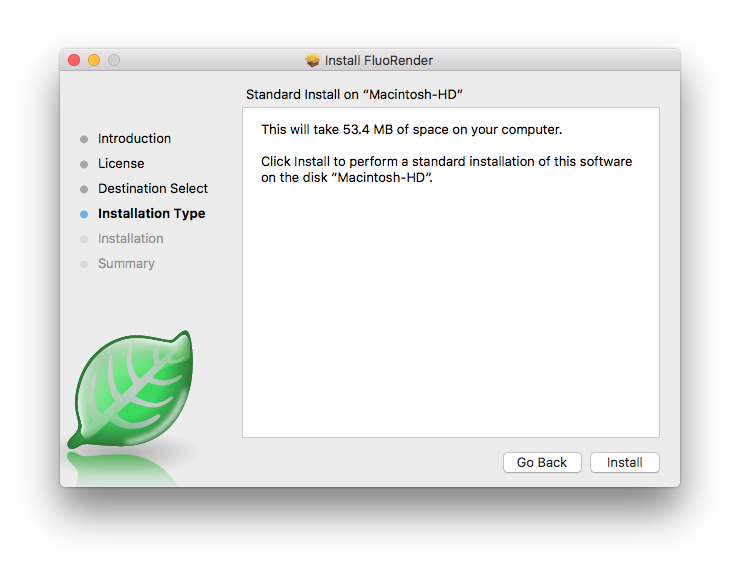 Install FluoRender
Standard Install on “Macintosh-HD”
Introduction
License
Destination Select
Installation Type
Installation
Summary
This will take 53.4 MB of space on your computer.
Click Install to perform a standard installation of this software
on the disk “Macintosh-HD”.
Go Back
Install